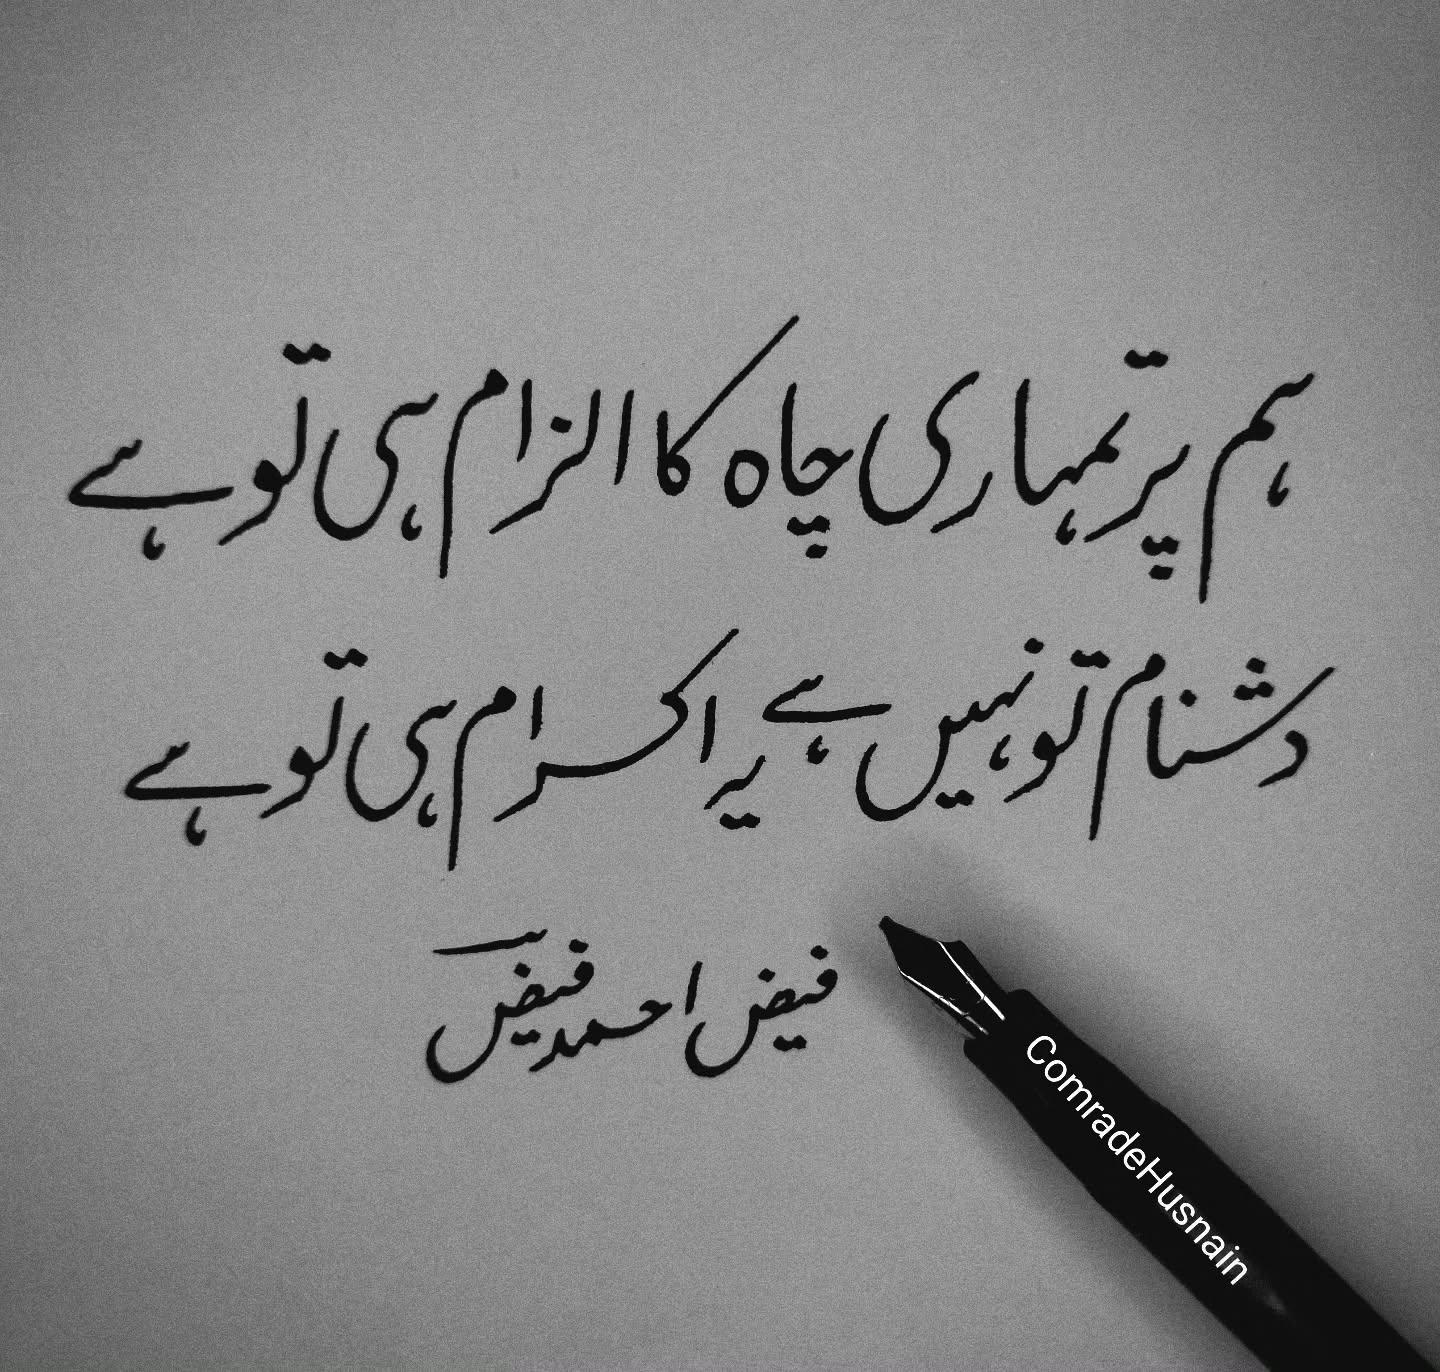 ہم پر تمہاری چاہ کا الزام ہی تو ہے
دشنام تو نہیں ہے یہ اکرام ہی تو ہے
فیض احمد فیض
ComradeHusnain